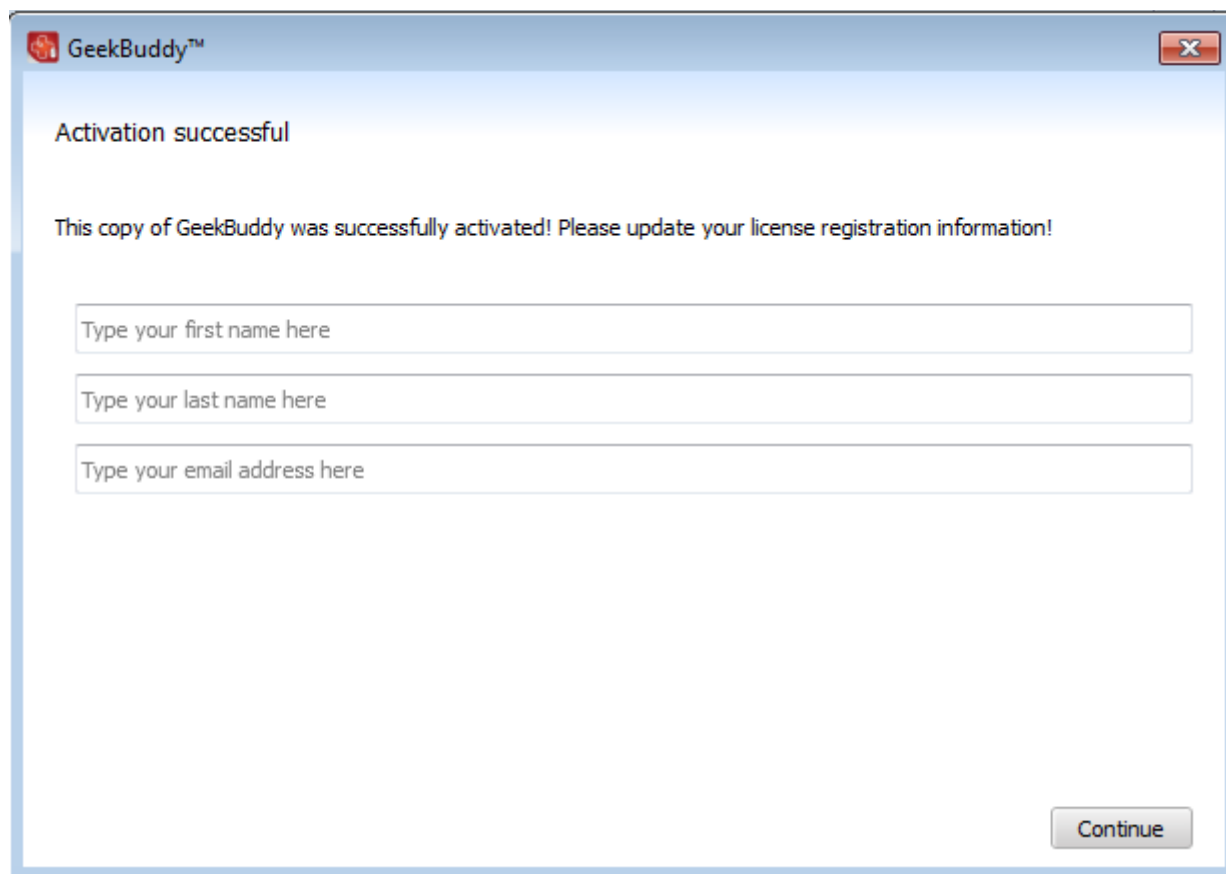 GeekBuddy™
Activation successful
This copy of GeekBuddy was successfully activated! Please update your license registration information!
Type your first name here
Type your last name here
Type your email address here
Continue